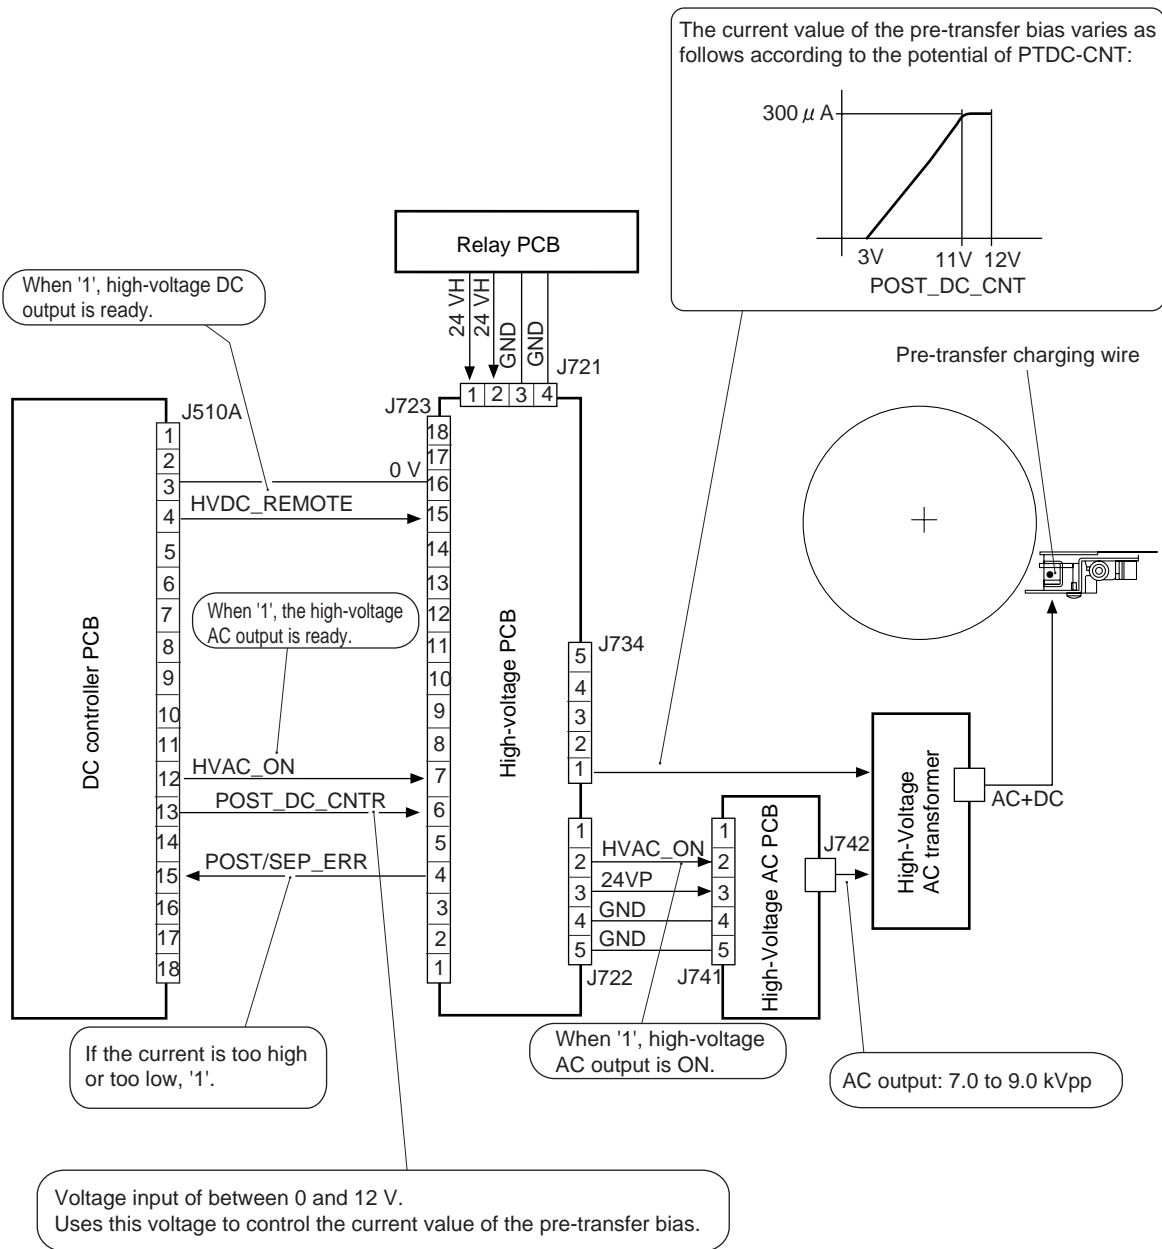 The current value of the pre-transfer bias varies as
follows according to the potential of PTDC-CNT:
300 μ A
3V
11V
12V
POST_DC_CNT
Relay PCB
24 VH
24 VH
GND
GND
J721
1
2
3
4
When '1', high-voltage DC
output is ready.
Pre-transfer charging wire
DC controller PCB
J510A
1
2
3
4
5
6
7
8
9
10
11
12
13
14
15
16
17
18
0 V
HVDC_REMOTE
When '1', the high-voltage
AC output is ready.
HVAC_ON
POST_DC_CNTR
POST/SEP_ERR
J723
18
17
16
15
14
13
12
11
10
9
8
7
6
5
4
3
2
1
High-voltage PCB
J734
5
4
3
2
1
1
2
3
4
5
J722
HVAC_ON
24VP
GND
GND
1
2
3
4
5
J741
High-Voltage AC PCB
J742
High-Voltage
AC transformer
AC+DC
If the current is too high
or too low, '1'.
When '1', high-voltage
AC output is ON.
AC output: 7.0 to 9.0 kVpp
Voltage input of between 0 and 12 V.
Uses this voltage to control the current value of the pre-transfer bias.